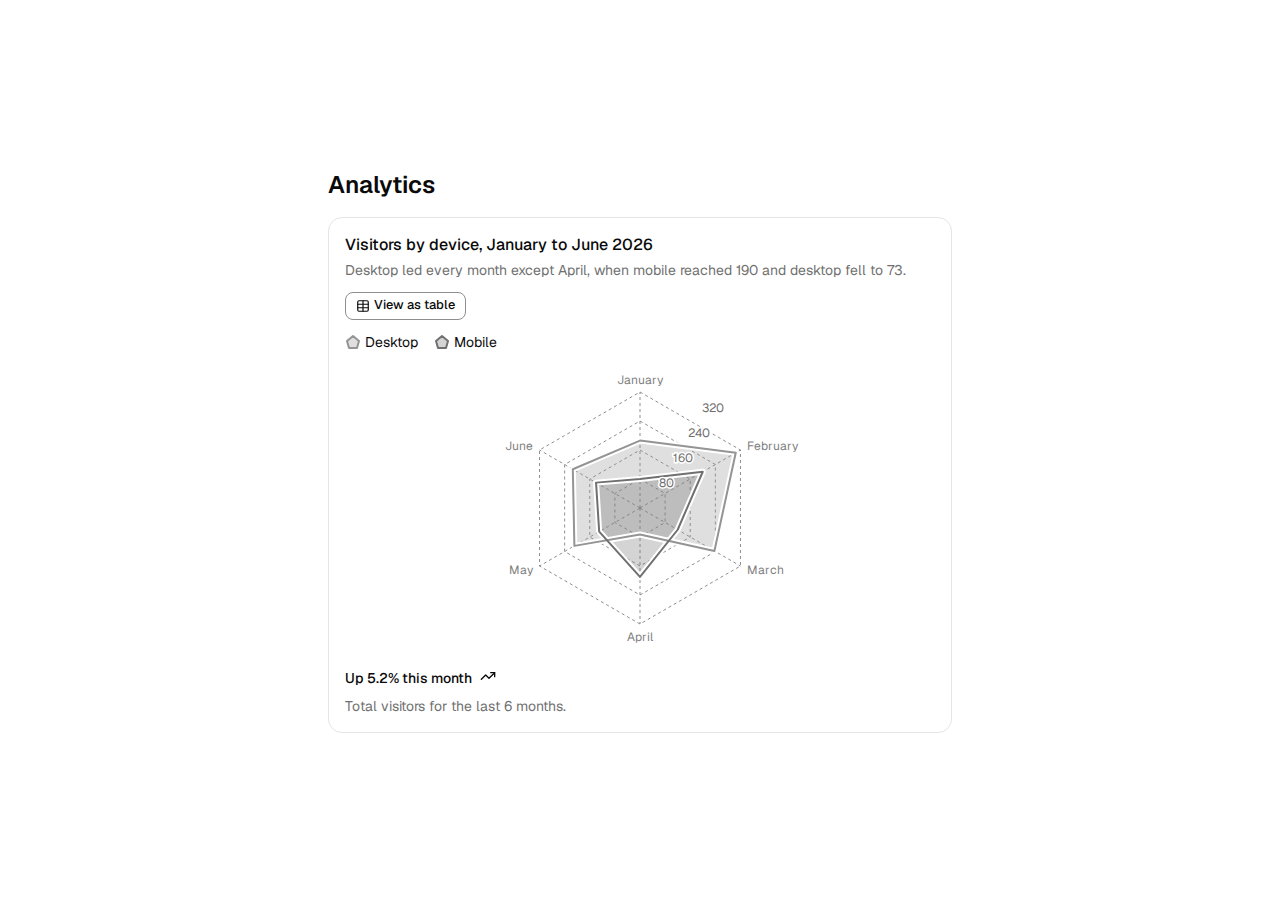 Analytics
Visitors by device, January to June 2026
Desktop led every month except April, when mobile reached 190 and desktop fell to 73.
View as table
Desktop Mobile
January
320
240
June
February
160
80
May
March
April
Up 5.2% this month
Total visitors for the last 6 months.